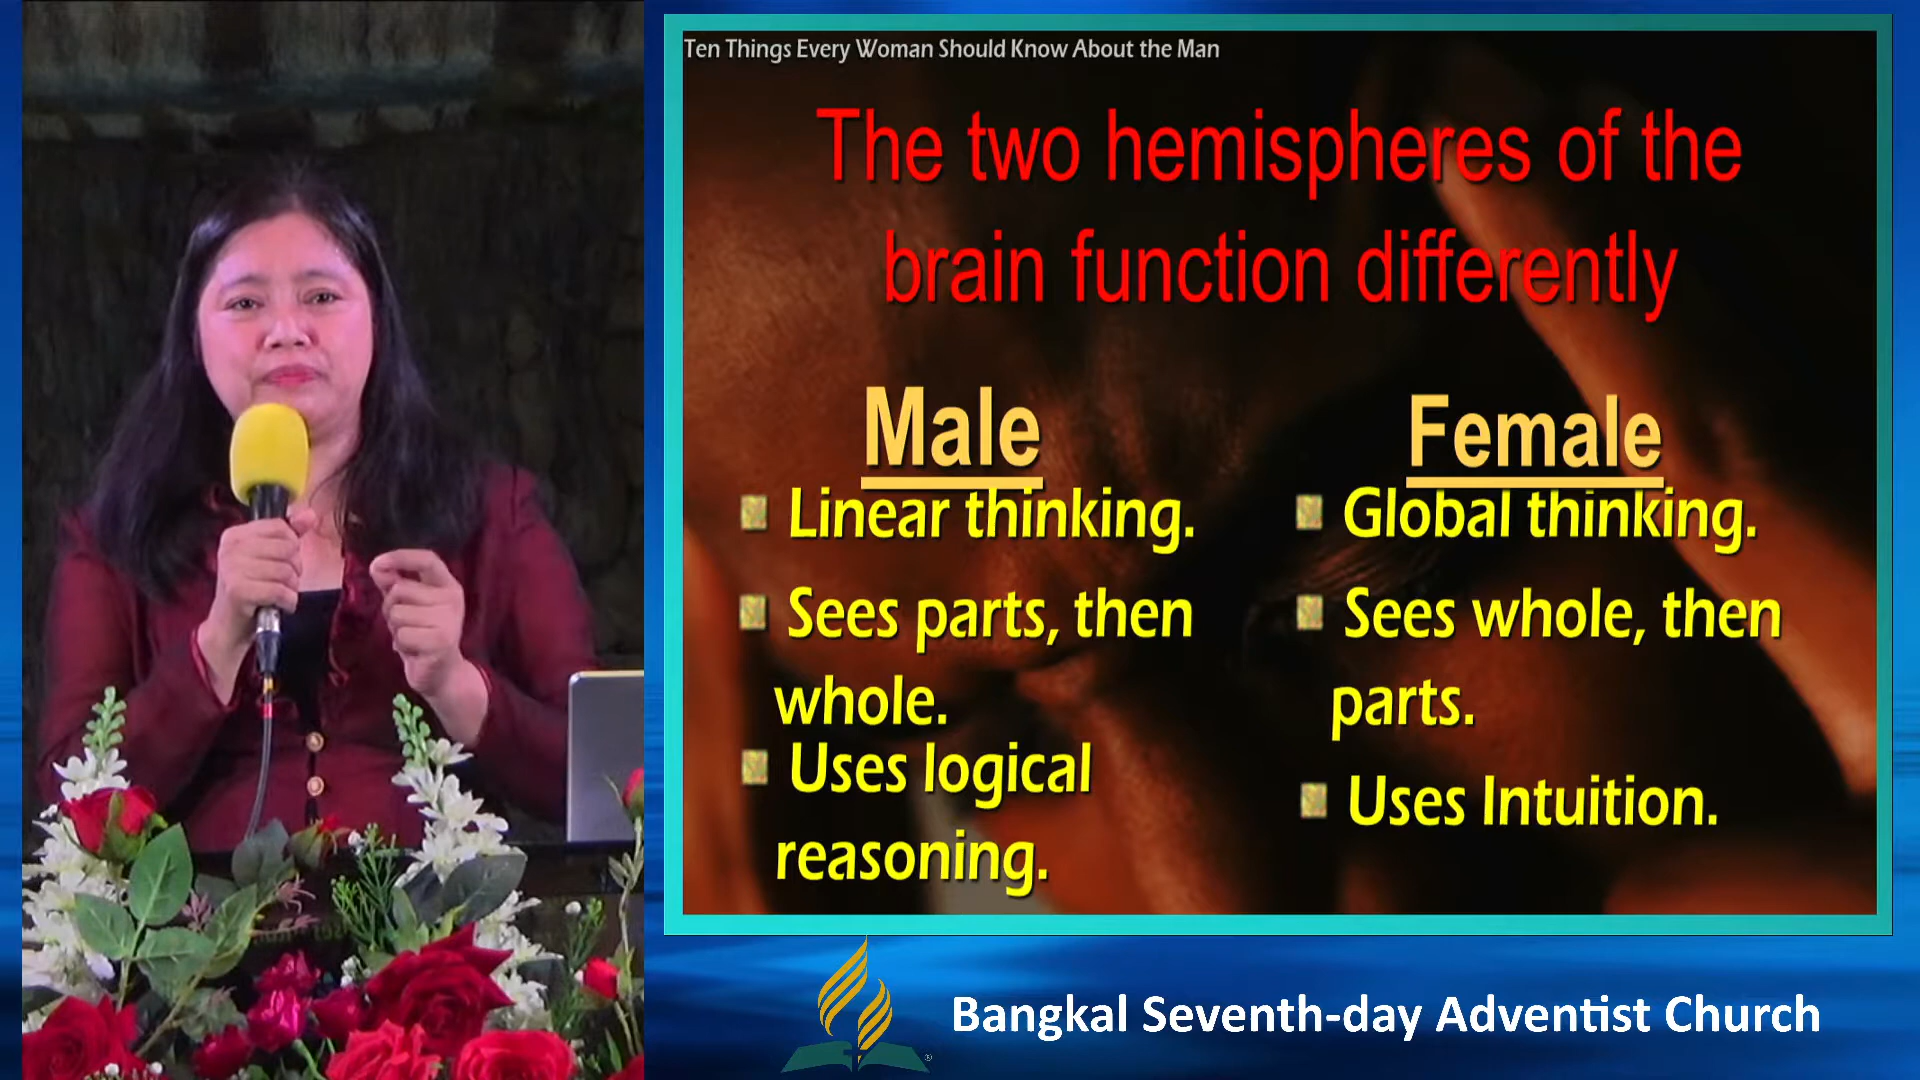 Ten Things Every Woman Should Know About the Man
The two hemispheres of the
brain function differently
Male
Linear thinking.
Sees parts, then
whole.
Uses logical
reasoning.
Female
Global thinking.
Sees whole, then
parts.
Uses Intuition.
Bangkal Seventh-day Adventist Church
®